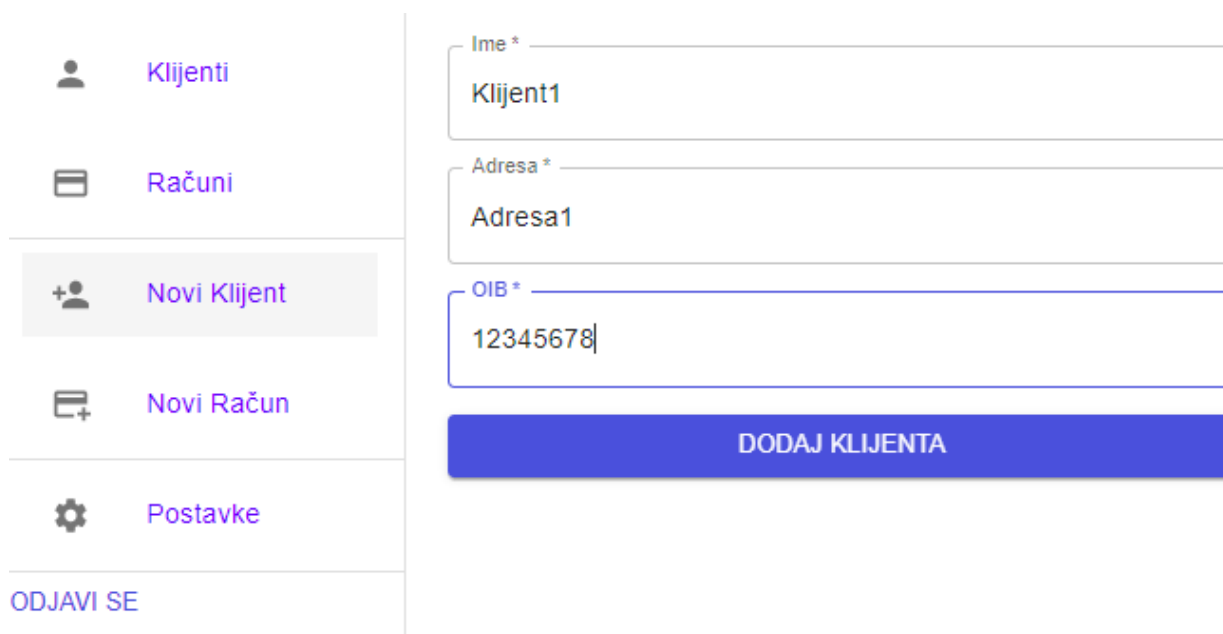 Klijenti
Računi
Novi Klijent
Novi Račun
Postavke
ODJAVI SE
Ime *
Klijent1
Adresa *
Adresa1
OIB *
12345678
DODAJ KLIJENTA